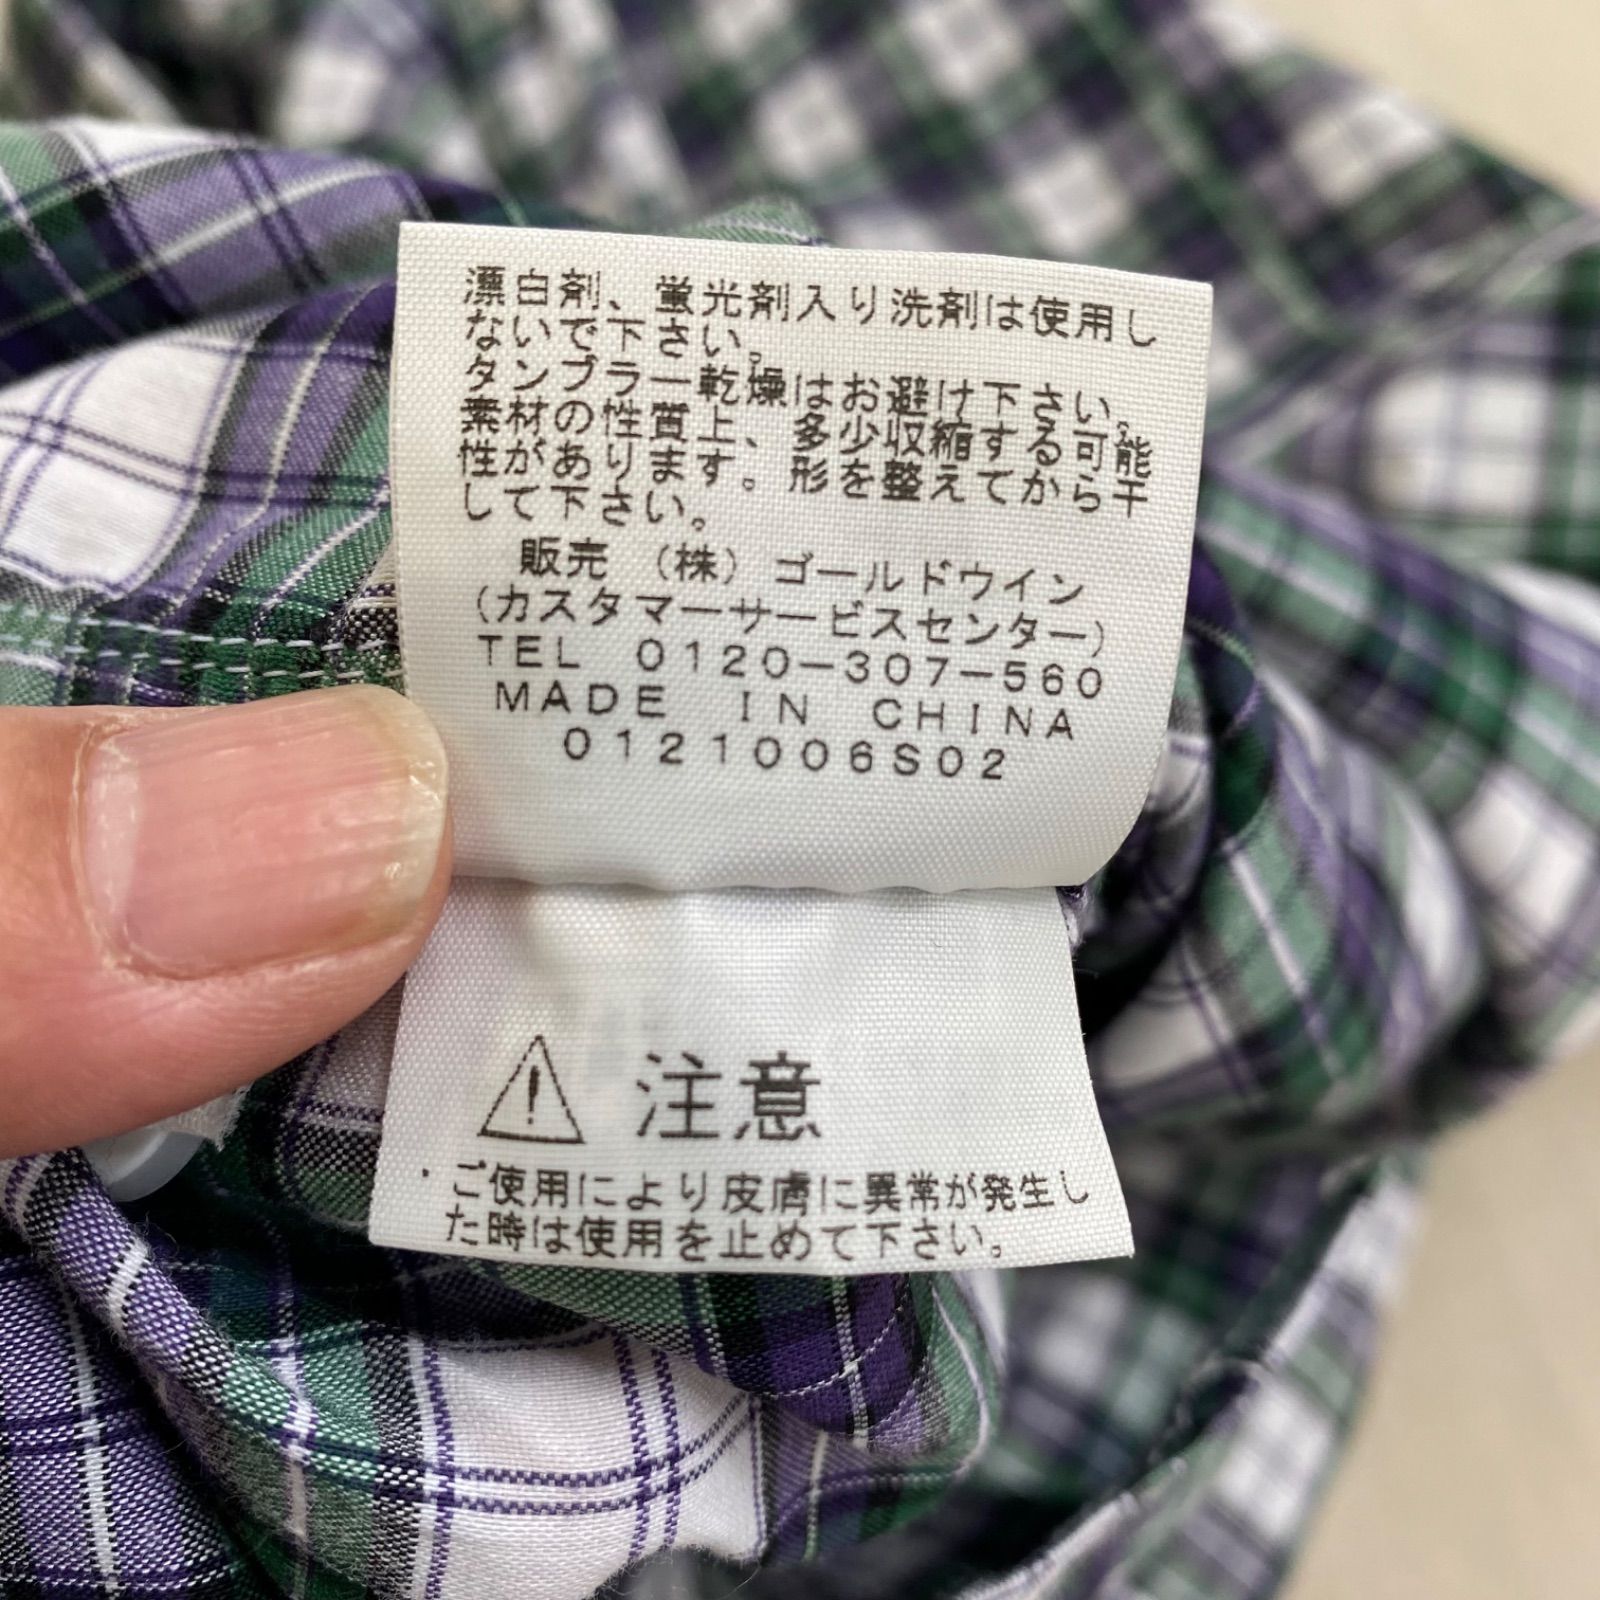 漂白剤、蛍光剤入り洗剤は使用し
ないで下さい。
タンブラー乾燥はお避け下さい。
素材の性質上、多少収縮する可能
性があります。形を整えてから干
して下さい。
販売 (株) ゴールドウイン
(カスタマーサービスセンター)
TEL 0120-307-560
MADE IN CHINA
0121006S02
注意
・ご使用により皮膚に異常が発生し
た時は使用を止めて下さい。